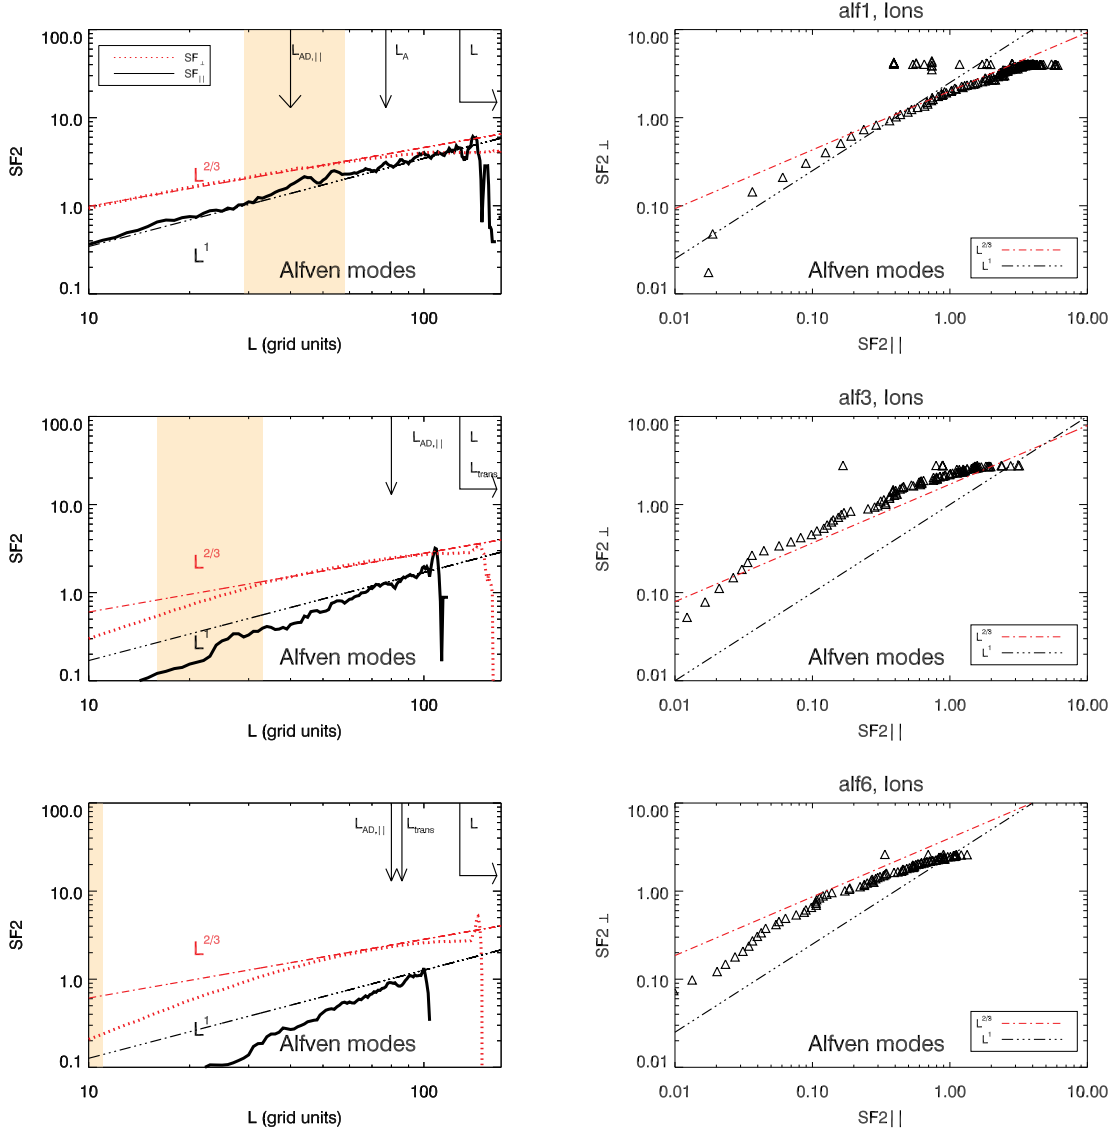 alf1, Ions
100.0
10.0
1.0
0.1
SF2
SF⊥
SF||
L_AD,||
L_A
L
L^2/3
L^1
Alfven modes
10
100
L (grid units)
10.00
1.00
0.10
0.01
SF2⊥
Alfven modes
L^2/3
L^1
0.01
0.10
1.00
10.00
SF2||
alf3, Ions
100.0
10.0
1.0
0.1
SF2
L_AD,||
L
L_trans
L^2/3
L^1
Alfven modes
10
100
L (grid units)
10.00
1.00
0.10
0.01
SF2⊥
Alfven modes
L^2/3
L^1
0.01
0.10
1.00
10.00
SF2||
alf6, Ions
100.0
10.0
1.0
0.1
SF2
L_AD,||
L_trans
L
L^2/3
L^1
Alfven modes
10
100
L (grid units)
10.00
1.00
0.10
0.01
SF2⊥
Alfven modes
L^2/3
L^1
0.01
0.10
1.00
10.00
SF2||